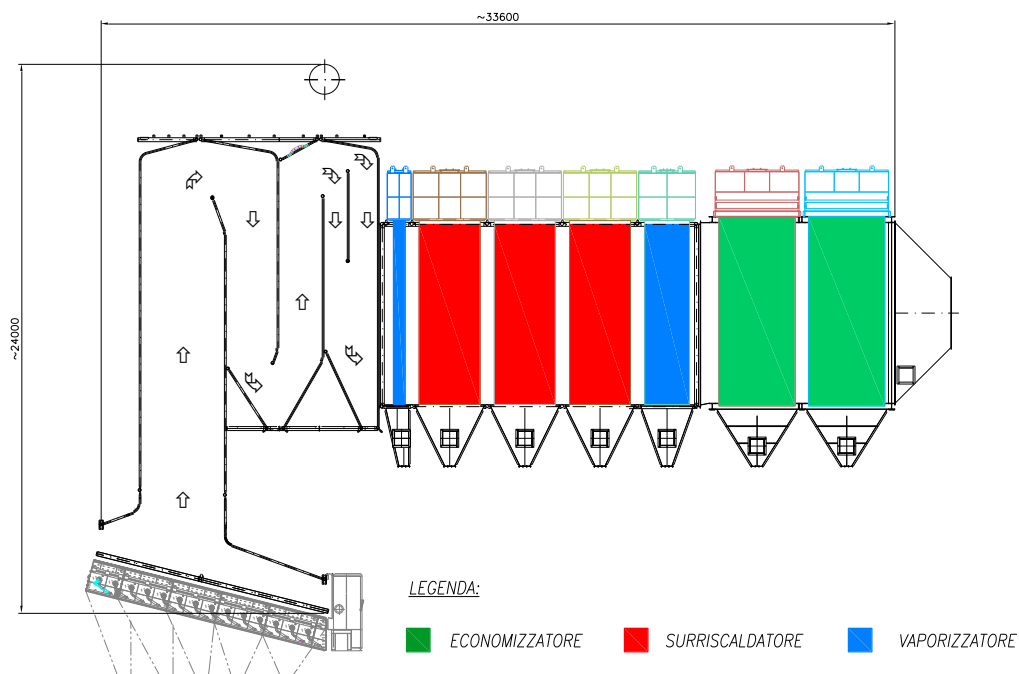 ~33600
~24000
LEGENDA:
ECONOMIZZATORE
SURRISCALDATORE
VAPORIZZATORE